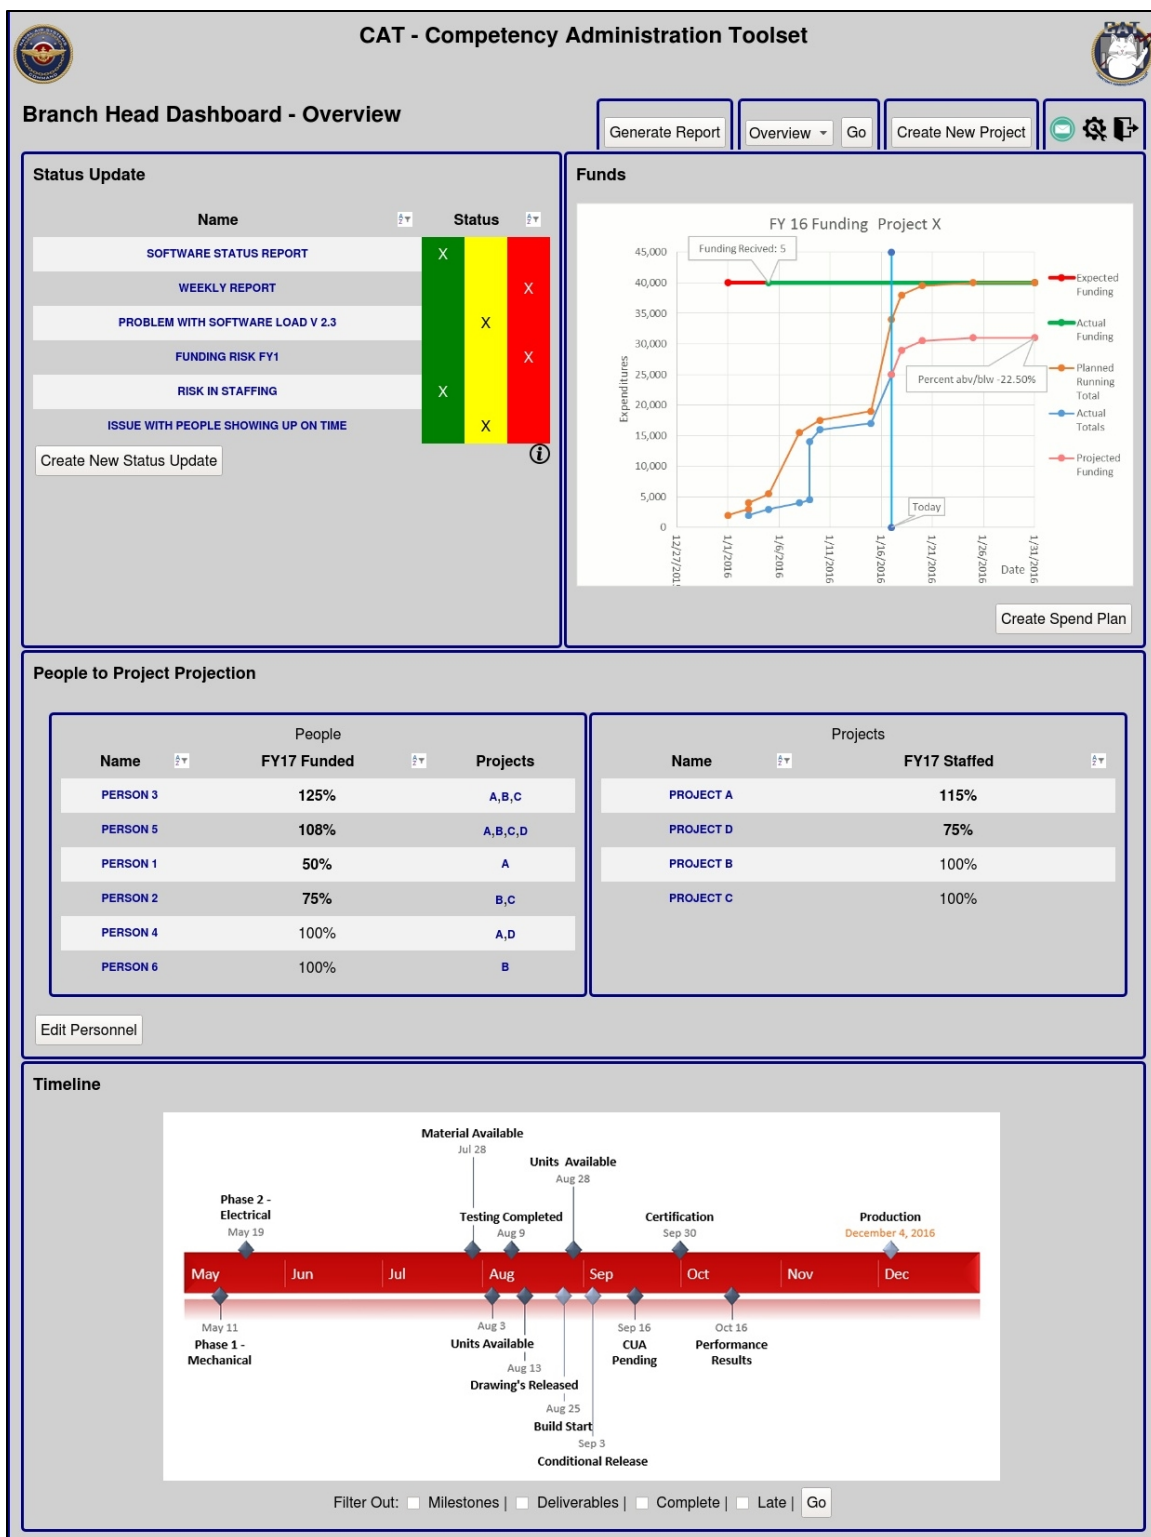 CAT - Competency Administration Toolset
CAT
COMMAND
Branch Head Dashboard - Overview
Generate Report
Overview
Go
Create New Project
Status Update
Name Status
SOFTWARE STATUS REPORT X
WEEKLY REPORT X
PROBLEM WITH SOFTWARE LOAD V 2.3 X
FUNDING RISK FY1 X
RISK IN STAFFING X
ISSUE WITH PEOPLE SHOWING UP ON TIME X
Create New Status Update
i
Funds
FY 16 Funding Project X
Funding Recived: 5
45,000
40,000
35,000
30,000
25,000
20,000
15,000
10,000
5,000
0
Expenditures
Percent abv/blw -22.50%
Today
12/27/201
1/1/2016
1/6/2016
1/11/2016
1/16/2016
1/21/2016
1/26/2016
1/31/2016
Date
Expected
Funding
Actual
Funding
Planned
Running
Total
Actual
Totals
Projected
Funding
Create Spend Plan
People to Project Projection
People
Name FY17 Funded Projects
PERSON 3 125% A,B,C
PERSON 5 108% A,B,C,D
PERSON 1 50% A
PERSON 2 75% B,C
PERSON 4 100% A,D
PERSON 6 100% B
Projects
Name FY17 Staffed
PROJECT A 115%
PROJECT D 75%
PROJECT B 100%
PROJECT C 100%
Edit Personnel
Timeline
Material Available
Jul 28
Units Available
Aug 28
Phase 2 -
Electrical
May 19
Testing Completed
Aug 9
Certification
Sep 30
Production
December 4, 2016
May Jun Jul Aug Sep Oct Nov Dec
May 11
Phase 1 -
Mechanical
Aug 3
Units Available
Aug 13
Drawing's Released
Aug 25
Build Start
Sep 3
Conditional Release
Sep 16
CUA
Pending
Oct 16
Performance
Results
Filter Out: Milestones | Deliverables | Complete | Late | Go